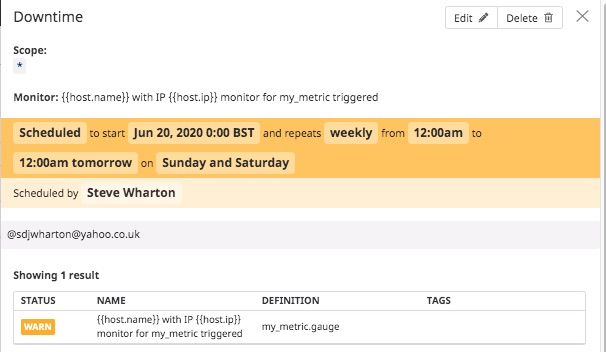 Downtime
Edit
Delete
Scope:
*
Monitor: {{host.name}} with IP {{host.ip}} monitor for my_metric triggered
Scheduled to start Jun 20, 2020 0:00 BST and repeats weekly from 12:00am to
12:00am tomorrow on Sunday and Saturday
Scheduled by Steve Wharton
@sdjwharton@yahoo.co.uk
Showing 1 result
STATUS NAME DEFINITION TAGS
WARN {{host.name}} with IP {{host.ip}} my_metric.gauge
monitor for my_metric triggered